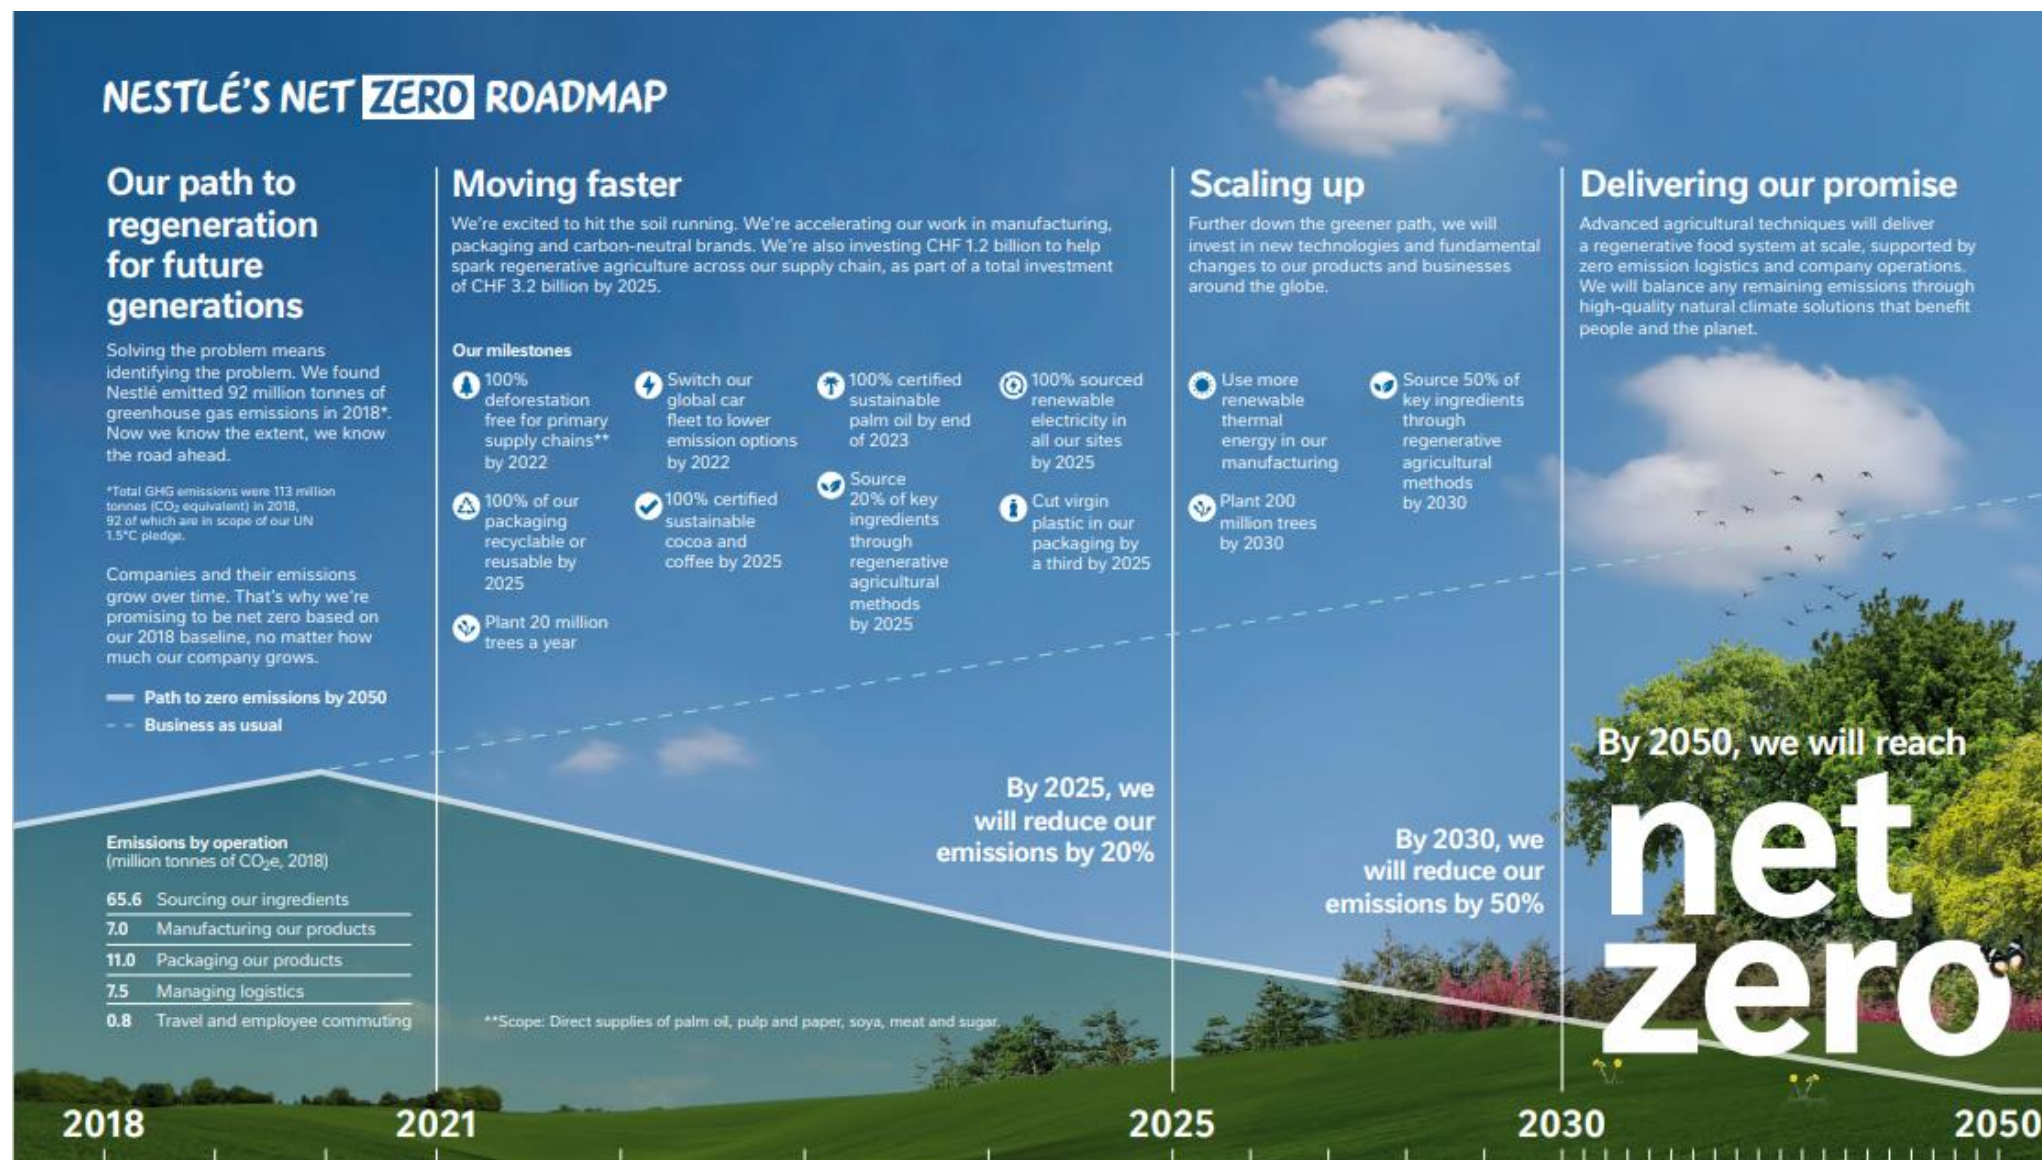 NESTLÉ'S NET ZERO ROADMAP
Our path to
regeneration
for future
generations
Solving the problem means
identifying the problem. We found
Nestlé emitted 92 million tonnes of
greenhouse gas emissions in 2018*.
Now we know the extent, we know
the road ahead.
*Total GHG emissions were 113 million
tonnes (CO₂ equivalent) in 2018,
92 of which are in scope of our UN
1.5°C pledge.
Companies and their emissions
grow over time. That's why we're
promising to be net zero based on
our 2018 baseline, no matter how
much our company grows.
Path to zero emissions by 2050
Business as usual
Emissions by operation
(million tonnes of CO₂e, 2018)
65.6 Sourcing our ingredients
7.0 Manufacturing our products
11.0 Packaging our products
7.5 Managing logistics
0.8 Travel and employee commuting
Moving faster
We're excited to hit the soil running. We're accelerating our work in manufacturing,
packaging and carbon-neutral brands. We're also investing CHF 1.2 billion to help
spark regenerative agriculture across our supply chain, as part of a total investment
of CHF 3.2 billion by 2025.
Our milestones
100%
deforestation
free for primary
supply chains**
by 2022
100% of our
packaging
recyclable or
reusable by
2025
Plant 20 million
trees a year
Switch our
global car
fleet to lower
emission options
by 2022
100% certified
sustainable
cocoa and
coffee by 2025
100% certified
sustainable
palm oil by end
of 2023
Source
20% of key
ingredients
through
regenerative
agricultural
methods
by 2025
100% sourced
renewable
electricity in
all our sites
by 2025
Cut virgin
plastic in our
packaging by
a third by 2025
By 2025, we
will reduce our
emissions by 20%
**Scope: Direct supplies of palm oil, pulp and paper, soya, meat and sugar.
Scaling up
Further down the greener path, we will
invest in new technologies and fundamental
changes to our products and businesses
around the globe.
Use more
renewable
thermal
energy in our
manufacturing
Plant 200
million trees
by 2030
Source 50% of
key ingredients
through
regenerative
agricultural
methods
by 2030
By 2030, we
will reduce our
emissions by 50%
Delivering our promise
Advanced agricultural techniques will deliver
a regenerative food system at scale, supported by
zero emission logistics and company operations.
We will balance any remaining emissions through
high-quality natural climate solutions that benefit
people and the planet.
By 2050, we will reach
net
zero
2018 2021 2025 2030 2050